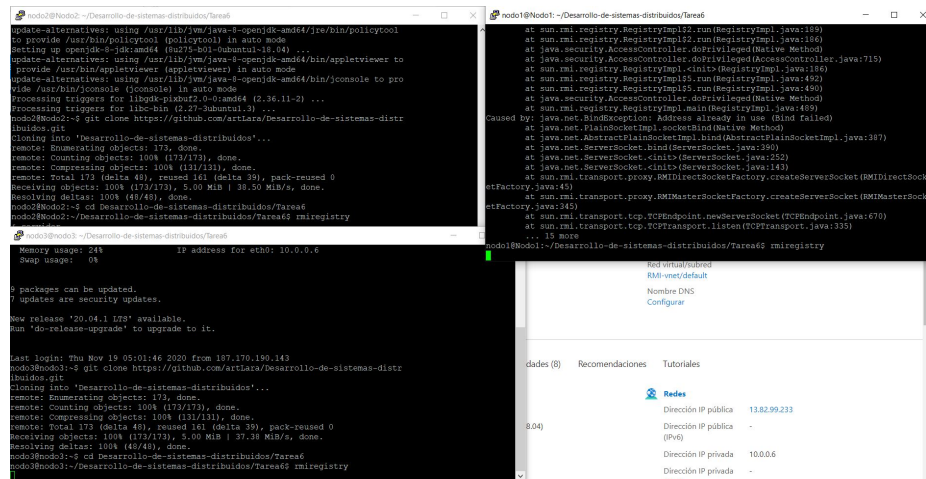 nodo2@Nodo2: ~/Desarrollo-de-sistemas-distribuidos/Tarea6
update-alternatives: using /usr/lib/jvm/java-8-openjdk-amd64/jre/bin/policytool
to provide /usr/bin/policytool (policytool) in auto mode
Setting up openjdk-8-jdk:amd64 (8u275-b01-0ubuntu1~18.04) ...
update-alternatives: using /usr/lib/jvm/java-8-openjdk-amd64/bin/appletviewer to
provide /usr/bin/appletviewer (appletviewer) in auto mode
update-alternatives: using /usr/lib/jvm/java-8-openjdk-amd64/bin/jconsole to pro
vide /usr/bin/jconsole (jconsole) in auto mode
Processing triggers for libgdk-pixbuf2.0-0:amd64 (2.36.11-2) ...
Processing triggers for libc-bin (2.27-3ubuntu1.3) ...
nodo2@Nodo2:~$ git clone https://github.com/artLara/Desarrollo-de-sistemas-distr
ibuidos.git
Cloning into 'Desarrollo-de-sistemas-distribuidos'...
remote: Enumerating objects: 173, done.
remote: Counting objects: 100% (173/173), done.
remote: Compressing objects: 100% (131/131), done.
remote: Total 173 (delta 48), reused 161 (delta 39), pack-reused 0
Receiving objects: 100% (173/173), 5.00 MiB | 38.50 MiB/s, done.
Resolving deltas: 100% (48/48), done.
nodo2@Nodo2:~$ cd Desarrollo-de-sistemas-distribuidos/Tarea6
nodo2@Nodo2:~/Desarrollo-de-sistemas-distribuidos/Tarea6$ rmiregistry
nodo1@Nodo1: ~/Desarrollo-de-sistemas-distribuidos/Tarea6
at sun.rmi.registry.RegistryImpl$2.run(RegistryImpl.java:189)
at sun.rmi.registry.RegistryImpl$2.run(RegistryImpl.java:186)
at java.security.AccessController.doPrivileged(Native Method)
at java.security.AccessController.doPrivileged(AccessController.java:715)
at sun.rmi.registry.RegistryImpl.<init>(RegistryImpl.java:186)
at sun.rmi.registry.RegistryImpl$5.run(RegistryImpl.java:492)
at sun.rmi.registry.RegistryImpl$5.run(RegistryImpl.java:490)
at java.security.AccessController.doPrivileged(Native Method)
at sun.rmi.registry.RegistryImpl.main(RegistryImpl.java:489)
Caused by: java.net.BindException: Address already in use (Bind failed)
at java.net.PlainSocketImpl.socketBind(Native Method)
at java.net.AbstractPlainSocketImpl.bind(AbstractPlainSocketImpl.java:387)
at java.net.ServerSocket.bind(ServerSocket.java:390)
at java.net.ServerSocket.<init>(ServerSocket.java:252)
at java.net.ServerSocket.<init>(ServerSocket.java:143)
at sun.rmi.transport.proxy.RMIDirectSocketFactory.createServerSocket(RMIDirectSock
etFactory.java:45)
at sun.rmi.transport.proxy.RMIMasterSocketFactory.createServerSocket(RMIMasterSock
etFactory.java:345)
at sun.rmi.transport.tcp.TCPEndpoint.newServerSocket(TCPEndpoint.java:670)
at sun.rmi.transport.tcp.TCPTransport.listen(TCPTransport.java:335)
... 15 more
nodo1@Nodo1:~/Desarrollo-de-sistemas-distribuidos/Tarea6$ rmiregistry
nodo3@nodo3: ~/Desarrollo-de-sistemas-distribuidos/Tarea6
Memory usage: 24% IP address for eth0: 10.0.0.6
Swap usage: 0%
9 packages can be updated.
7 updates are security updates.
New release '20.04.1 LTS' available.
Run 'do-release-upgrade' to upgrade to it.
Last login: Thu Nov 19 05:01:46 2020 from 187.170.190.143
nodo3@nodo3:~$ git clone https://github.com/artLara/Desarrollo-de-sistemas-distr
ibuidos.git
Cloning into 'Desarrollo-de-sistemas-distribuidos'...
remote: Enumerating objects: 173, done.
remote: Counting objects: 100% (173/173), done.
remote: Compressing objects: 100% (131/131), done.
remote: Total 173 (delta 48), reused 161 (delta 39), pack-reused 0
Receiving objects: 100% (173/173), 5.00 MiB | 37.38 MiB/s, done.
Resolving deltas: 100% (48/48), done.
nodo3@nodo3:~$ cd Desarrollo-de-sistemas-distribuidos/Tarea6
nodo3@nodo3:~/Desarrollo-de-sistemas-distribuidos/Tarea6$ rmiregistry
Red virtual/subred
RMI-vnet/default
Nombre DNS
Configurar
dades (8) Recomendaciones Tutoriales
Redes
Dirección IP pública 13.82.99.233
8.04) Dirección IP pública -
(IPv6)
Dirección IP privada 10.0.0.6
Dirección IP privada -